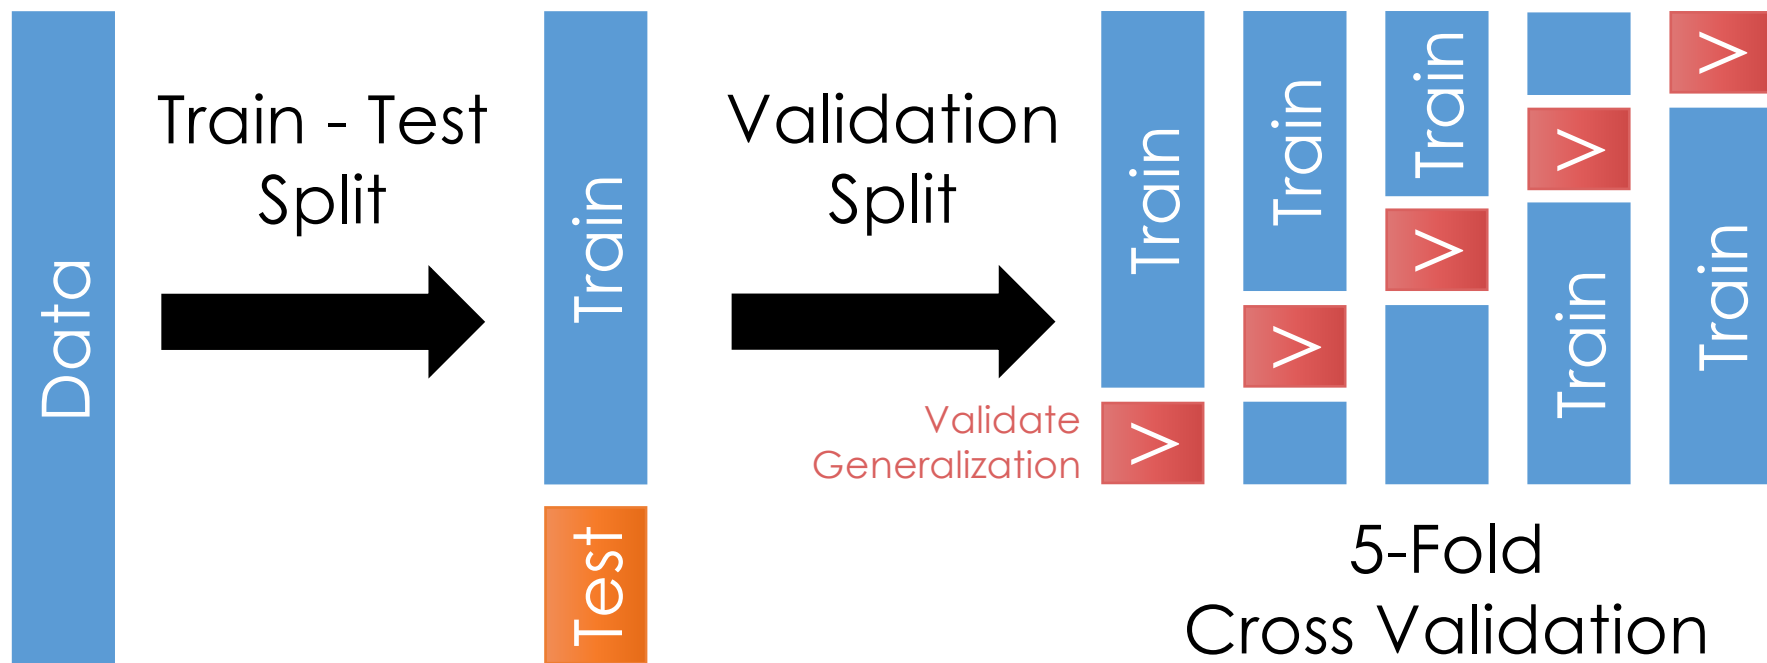 Data
Train - Test
Split
Train
Test
Validation
Split
Validate
Generalization
Train
V
Train
V
Train
V
V
Train
V
Train
5-Fold
Cross Validation